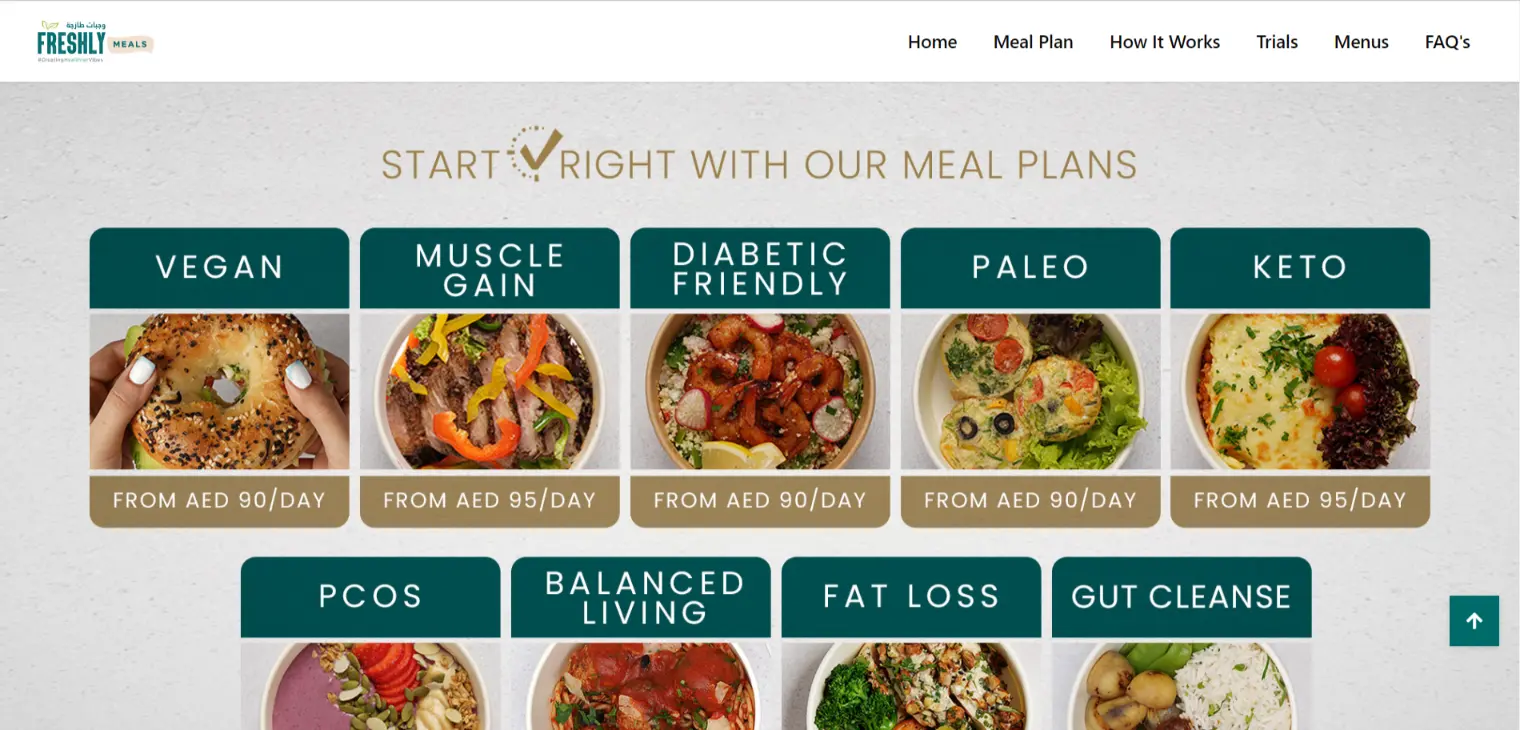 وجبات طازجة
FRESHLY MEALS
Home
Meal Plan
How It Works
Trials
Menus
FAQ's
START RIGHT WITH OUR MEAL PLANS
VEGAN
MUSCLE
GAIN
DIABETIC
FRIENDLY
PALEO
KETO
FROM AED 90/DAY
FROM AED 95/DAY
FROM AED 90/DAY
FROM AED 90/DAY
FROM AED 95/DAY
PCOS
BALANCED
LIVING
FAT LOSS
GUT CLEANSE